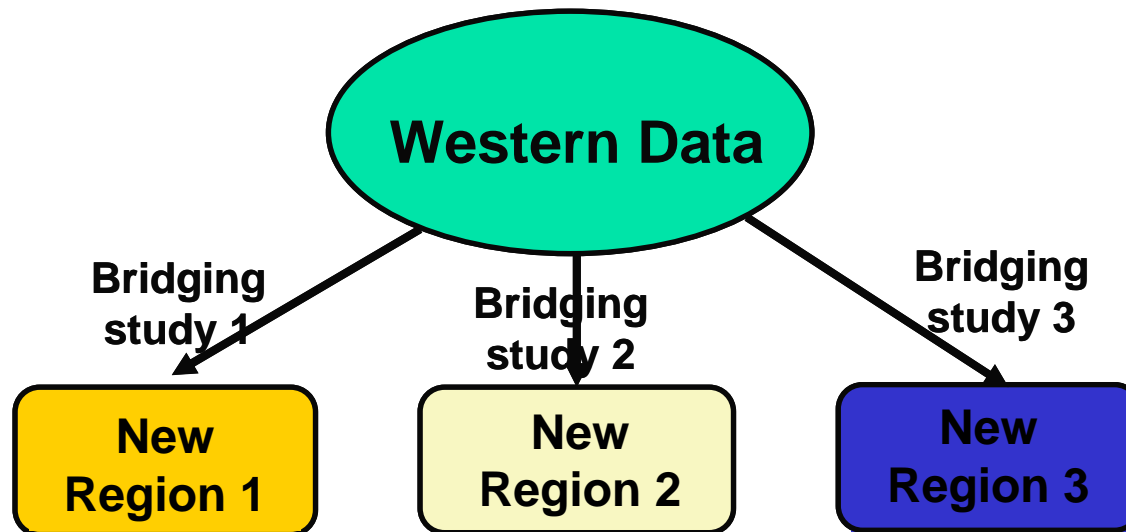 Western Data
Bridging
study 1
Bridging
study 2
Bridging
study 3
New
Region 1
New
Region 2
New
Region 3